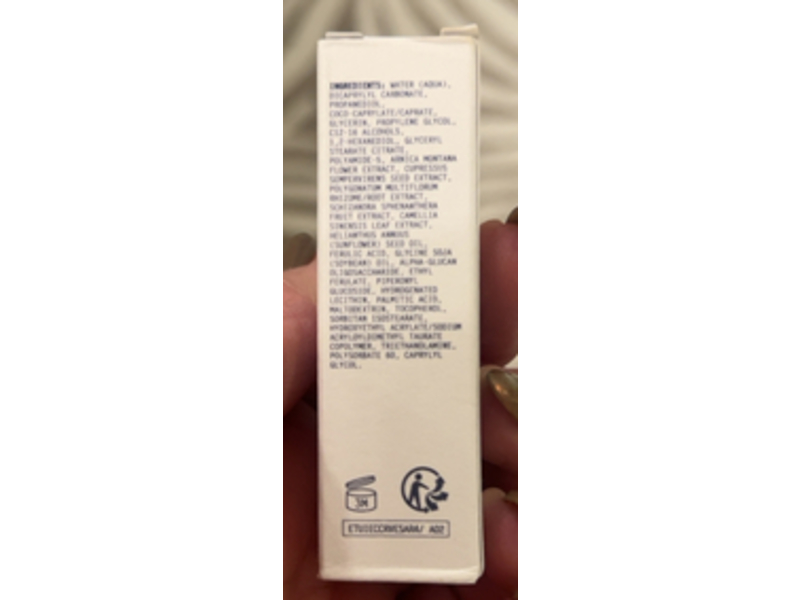 INGREDIENTS: WATER (AQUA),
DICAPRYLYL CARBONATE,
PROPANEDIOL,
COCO-CAPRYLATE/CAPRATE,
GLYCERIN, PROPYLENE GLYCOL,
C12-16 ALCOHOLS,
1,2-HEXANEDIOL, GLYCERYL
STEARATE CITRATE,
POLYAMIDE-5, ARNICA MONTANA
FLOWER EXTRACT, CUPRESSUS
SEMPERVIRENS SEED EXTRACT,
POLYGONATUM MULTIFLORUM
RHIZOME/ROOT EXTRACT,
SCHIZANDRA SPHENANTHERA
FRUIT EXTRACT, CAMELLIA
SINENSIS LEAF EXTRACT,
HELIANTHUS ANNUUS
(SUNFLOWER) SEED OIL,
FERULIC ACID, GLYCINE SOJA
(SOYBEAN) OIL, ALPHA-GLUCAN
OLIGOSACCHARIDE, ETHYL
FERULATE, PIPERONYL
GLUCOSIDE, HYDROGENATED
LECITHIN, PALMITIC ACID,
MALTODEXTRIN, TOCOPHEROL,
SORBITAN ISOSTEARATE,
HYDROXYETHYL ACRYLATE/SODIUM
ACRYLOYLDIMETHYL TAURATE
COPOLYMER, TRIETHANOLAMINE,
POLYSORBATE 60, CAPRYLYL
GLYCOL.
3M
A02